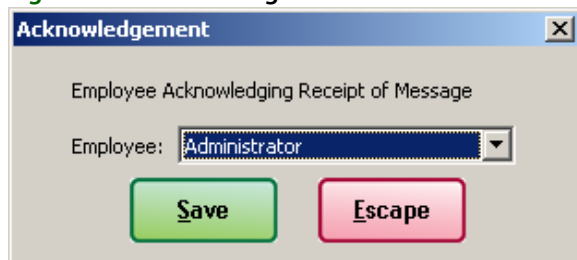 Acknowledgement
Employee Acknowledging Receipt of Message
Employee: Administrator
Save Escape